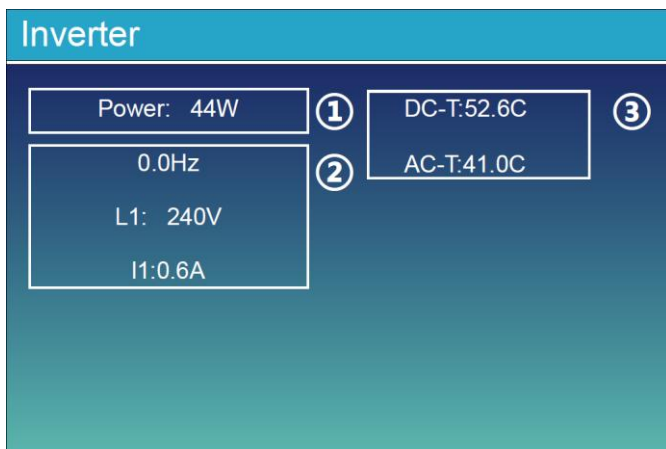 Inverter
Power: 44W
①
0.0Hz
②
L1: 240V
I1:0.6A
DC-T:52.6C
③
AC-T:41.0C